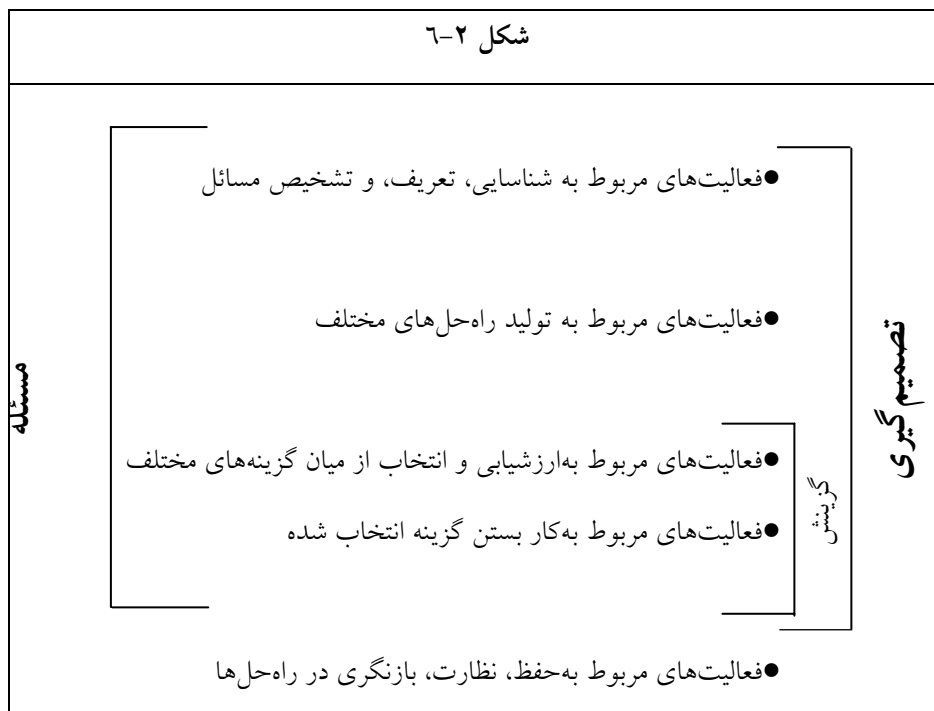 شکل ۲-۶
●فعالیت‌های مربوط به شناسایی، تعریف، و تشخیص مسائل
●فعالیت‌های مربوط به تولید راه‌حل‌های مختلف
●فعالیت‌های مربوط به‌ارزشیابی و انتخاب از میان گزینه‌های مختلف
●فعالیت‌های مربوط به‌کار بستن گزینه انتخاب شده
●فعالیت‌های مربوط به‌حفظ، نظارت، بازنگری در راه‌حل‌ها
گزینش
تصمیم گیری
مسئله